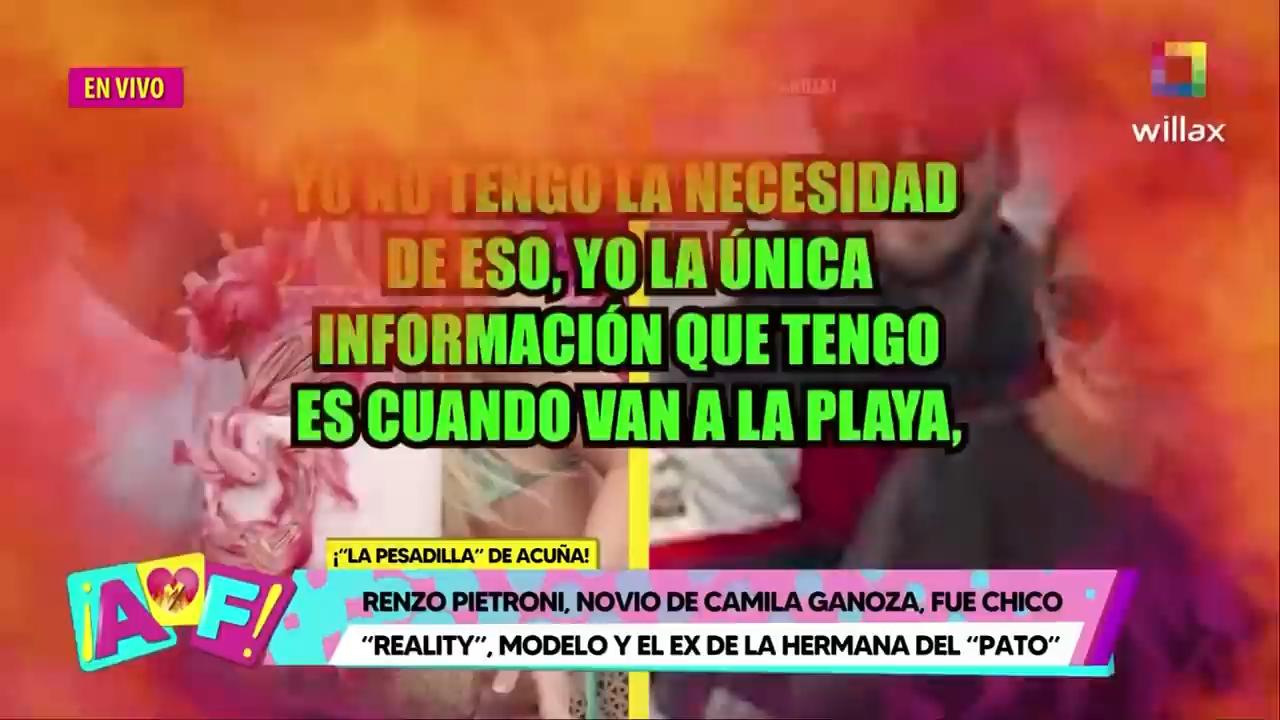 EN VIVO
willax
YO NO TENGO LA NECESIDAD
DE ESO, YO LA ÚNICA
INFORMACIÓN QUE TENGO
ES CUANDO VAN A LA PLAYA,
¡"LA PESADILLA" DE ACUÑA!
¡A F!
RENZO PIETRONI, NOVIO DE CAMILA GANOZA, FUE CHICO
"REALITY", MODELO Y EL EX DE LA HERMANA DEL "PATO"